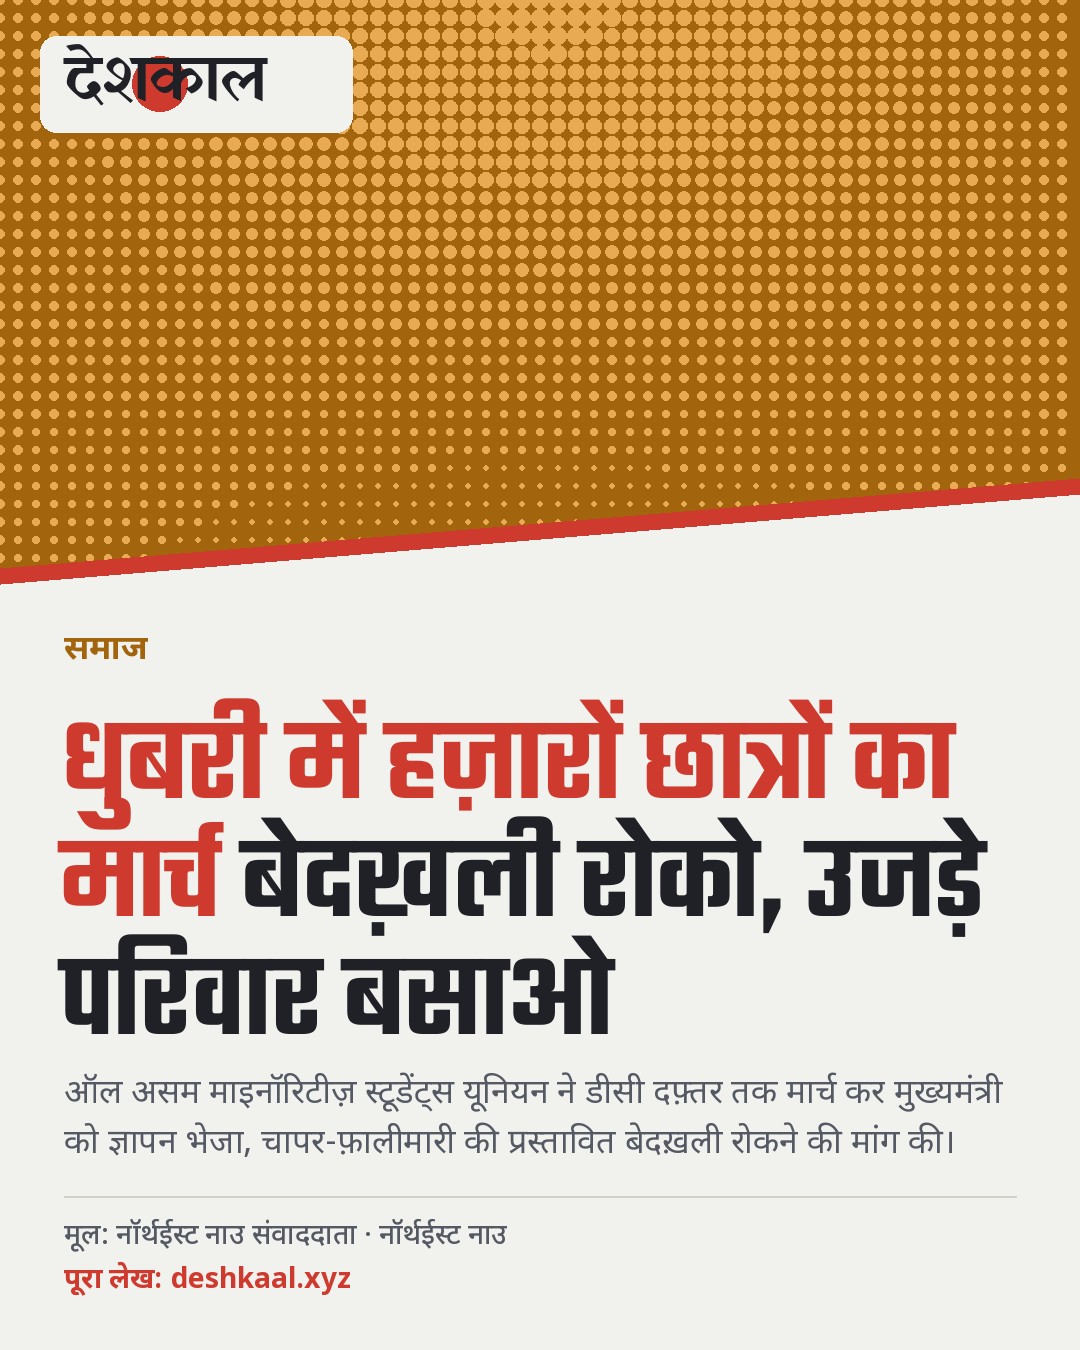 देशकाल
समाज
धुबरी में हज़ारों छात्रों का
मार्च बेदख़ली रोको, उजड़े
परिवार बसाओ
ऑल असम माइनॉरिटीज़ स्टूडेंट्स यूनियन ने डीसी दफ़्तर तक मार्च कर मुख्यमंत्री
को ज्ञापन भेजा, चापर-फ़ालीमारी की प्रस्तावित बेदख़ली रोकने की मांग की।
मूल: नॉर्थईस्ट नाउ संवाददाता · नॉर्थईस्ट नाउ
पूरा लेख: deshkaal.xyz